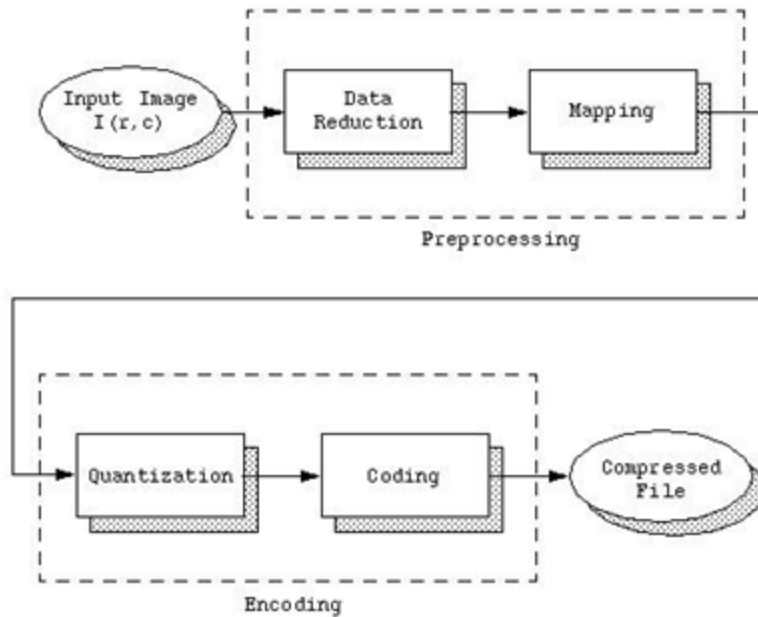 Input Image
I(r,c)
Data
Reduction
Mapping
Preprocessing
Quantization
Coding
Compressed
File
Encoding